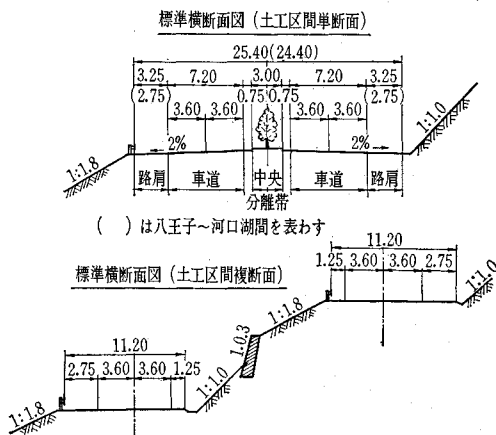 標準横断面図(土工区間単断面)
25.40(24.40)
3.25 7.20 3.00 7.20 3.25
(2.75) 0.75 0.75 (2.75)
3.60 3.60 3.60 3.60
2% 2%
1:1.8 1:1.0
路肩 車道 中央 車道 路肩
分離帯
( )は八王子~河口湖間を表わす
標準横断面図(土工区間複断面)
11.20
1.25 3.60 3.60 2.75
1:1.8 1:1.0
1:0.3
11.20
2.75 3.60 3.60 1.25
1:1.8 1:1.0